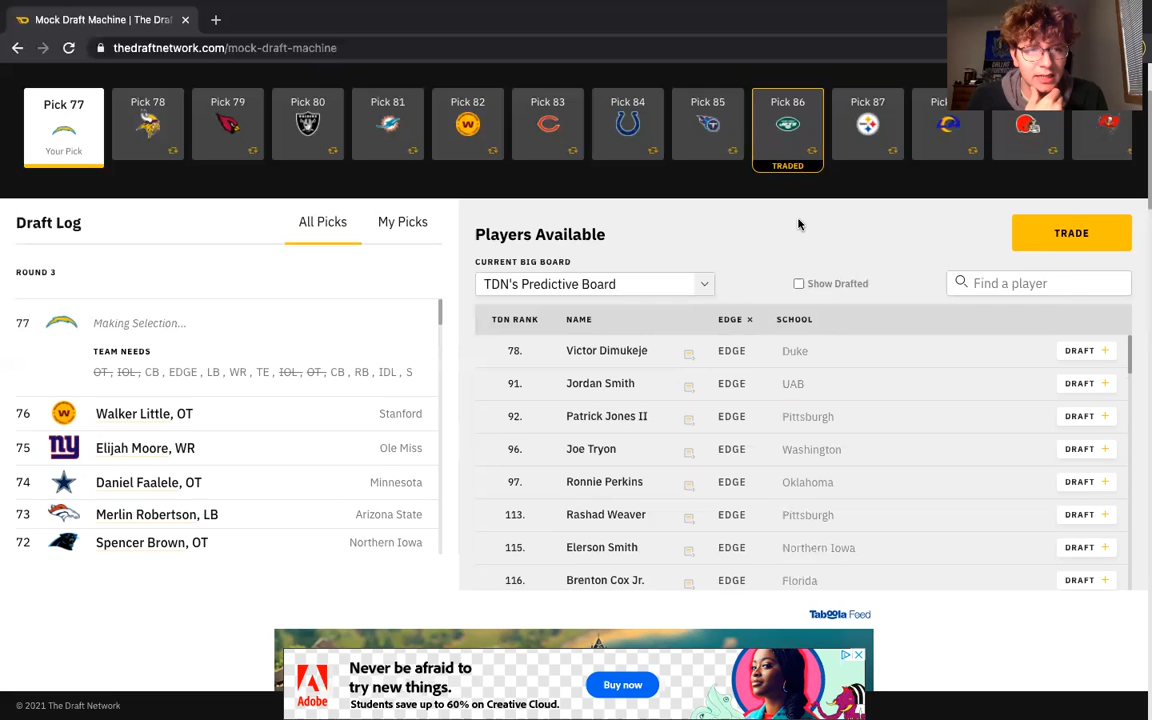 Mock Draft Machine | The Dra
thedraftnetwork.com/mock-draft-machine
Pick 77
Your Pick
Pick 78
Pick 79
Pick 80
Pick 81
Pick 82
W
Pick 83
Pick 84
Pick 85
Pick 86
JETS
TRADED
Pick 87
Draft Log
All Picks
My Picks
ROUND 3
77 Making Selection...
TEAM NEEDS
OT , IOL , CB , EDGE , LB , WR , TE , IOL , OT , CB , RB , IDL , S
76 W Walker Little, OT Stanford
75 ny Elijah Moore, WR Ole Miss
74 Daniel Faalele, OT Minnesota
73 Merlin Robertson, LB Arizona State
72 Spencer Brown, OT Northern Iowa
Players Available
TRADE
CURRENT BIG BOARD
TDN's Predictive Board
Show Drafted
Find a player
TDN RANK NAME EDGE × SCHOOL
78. Victor Dimukeje EDGE Duke DRAFT +
91. Jordan Smith EDGE UAB DRAFT +
92. Patrick Jones II EDGE Pittsburgh DRAFT +
96. Joe Tryon EDGE Washington DRAFT +
97. Ronnie Perkins EDGE Oklahoma DRAFT +
113. Rashad Weaver EDGE Pittsburgh DRAFT +
115. Elerson Smith EDGE Northern Iowa DRAFT +
116. Brenton Cox Jr. EDGE Florida DRAFT +
Taboola Feed
Adobe
Never be afraid to
try new things.
Students save up to 60% on Creative Cloud.
Buy now
© 2021 The Draft Network